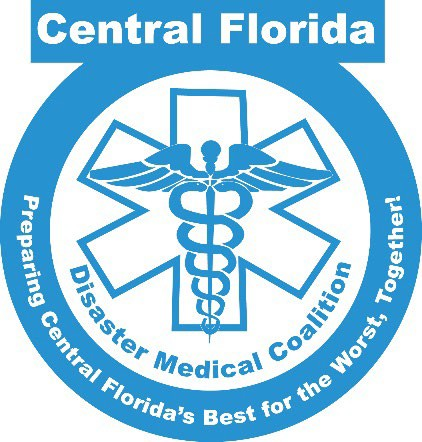 Central Florida
Disaster Medical Coalition
Preparing Central Florida's Best for the Worst, Together!